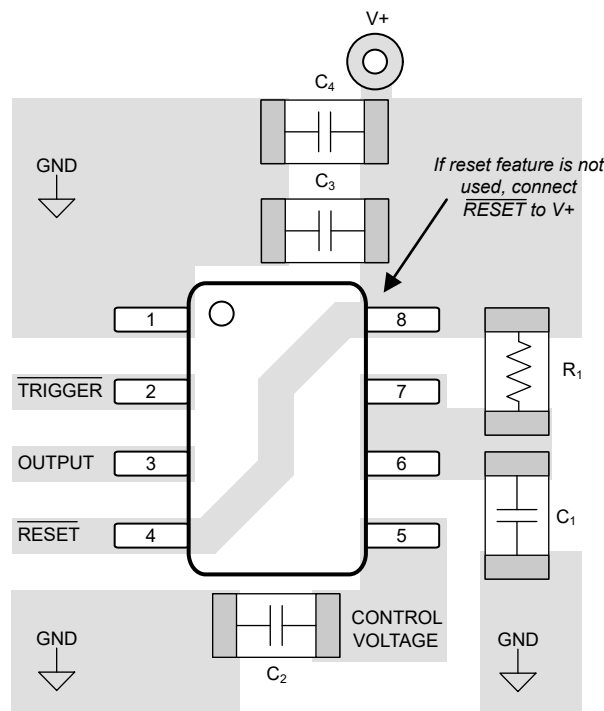 V+
C4
GND
C3
If reset feature is not
used, connect
RESET to V+
1
8
R1
TRIGGER
2
7
OUTPUT
3
6
RESET
4
5
C1
CONTROL
VOLTAGE
GND
C2
GND